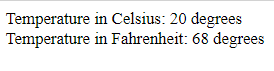 Temperature in Celsius: 20 degrees
Temperature in Fahrenheit: 68 degrees